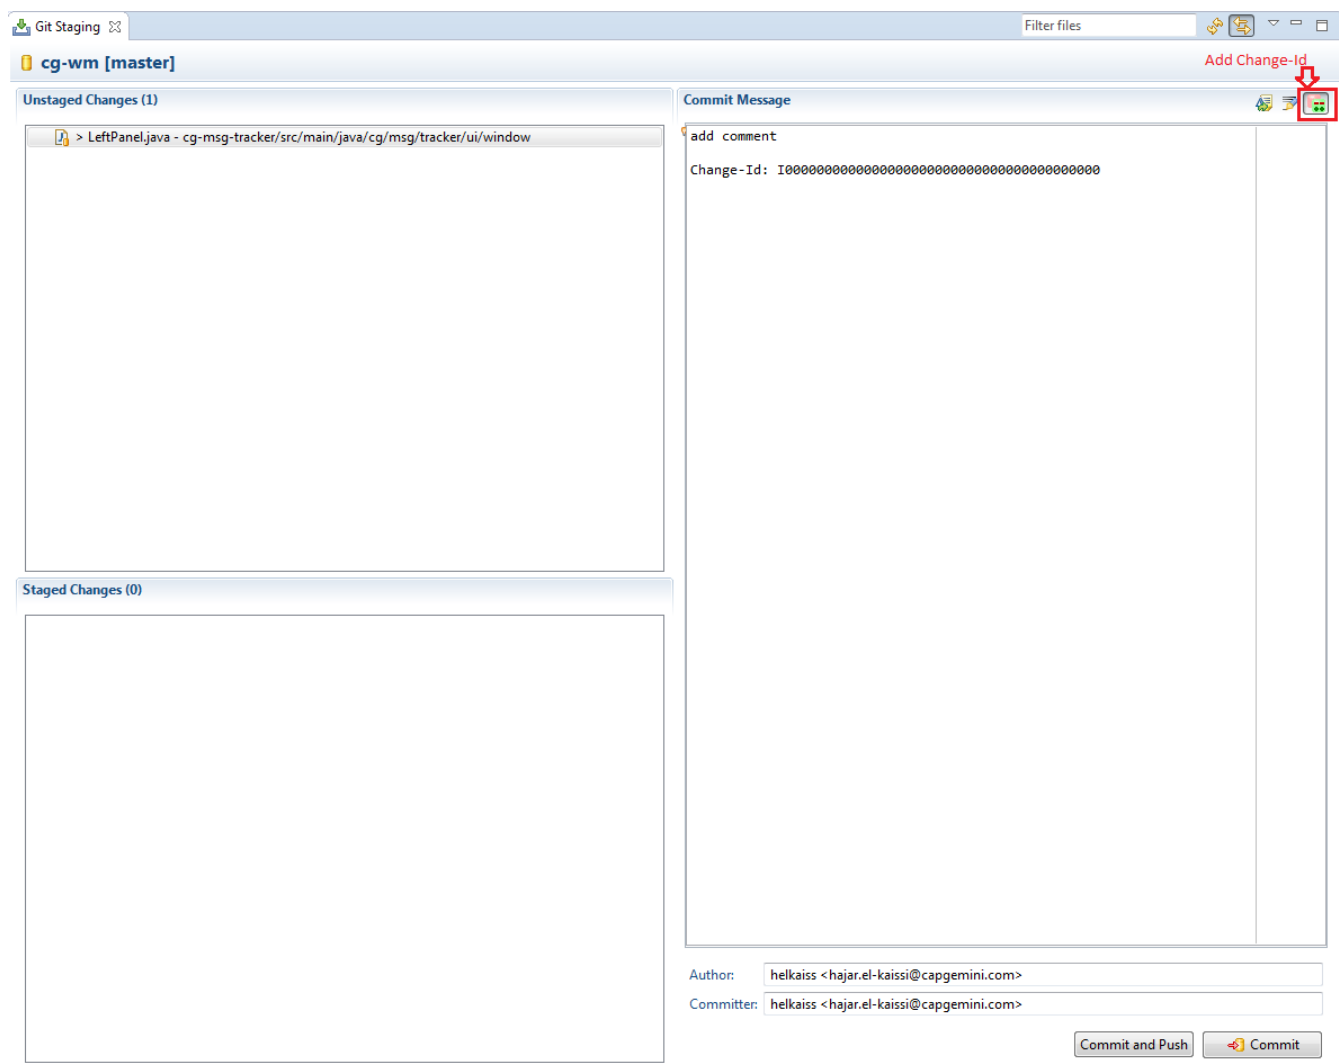 Git Staging
Filter files
cg-wm [master]
Add Change-Id
Unstaged Changes (1)
Commit Message
> LeftPanel.java - cg-msg-tracker/src/main/java/cg/msg/tracker/ui/window
add comment
Change-Id: I0000000000000000000000000000000000000000
Staged Changes (0)
Author: helkaiss <hajar.el-kaissi@capgemini.com>
Committer: helkaiss <hajar.el-kaissi@capgemini.com>
Commit and Push
Commit